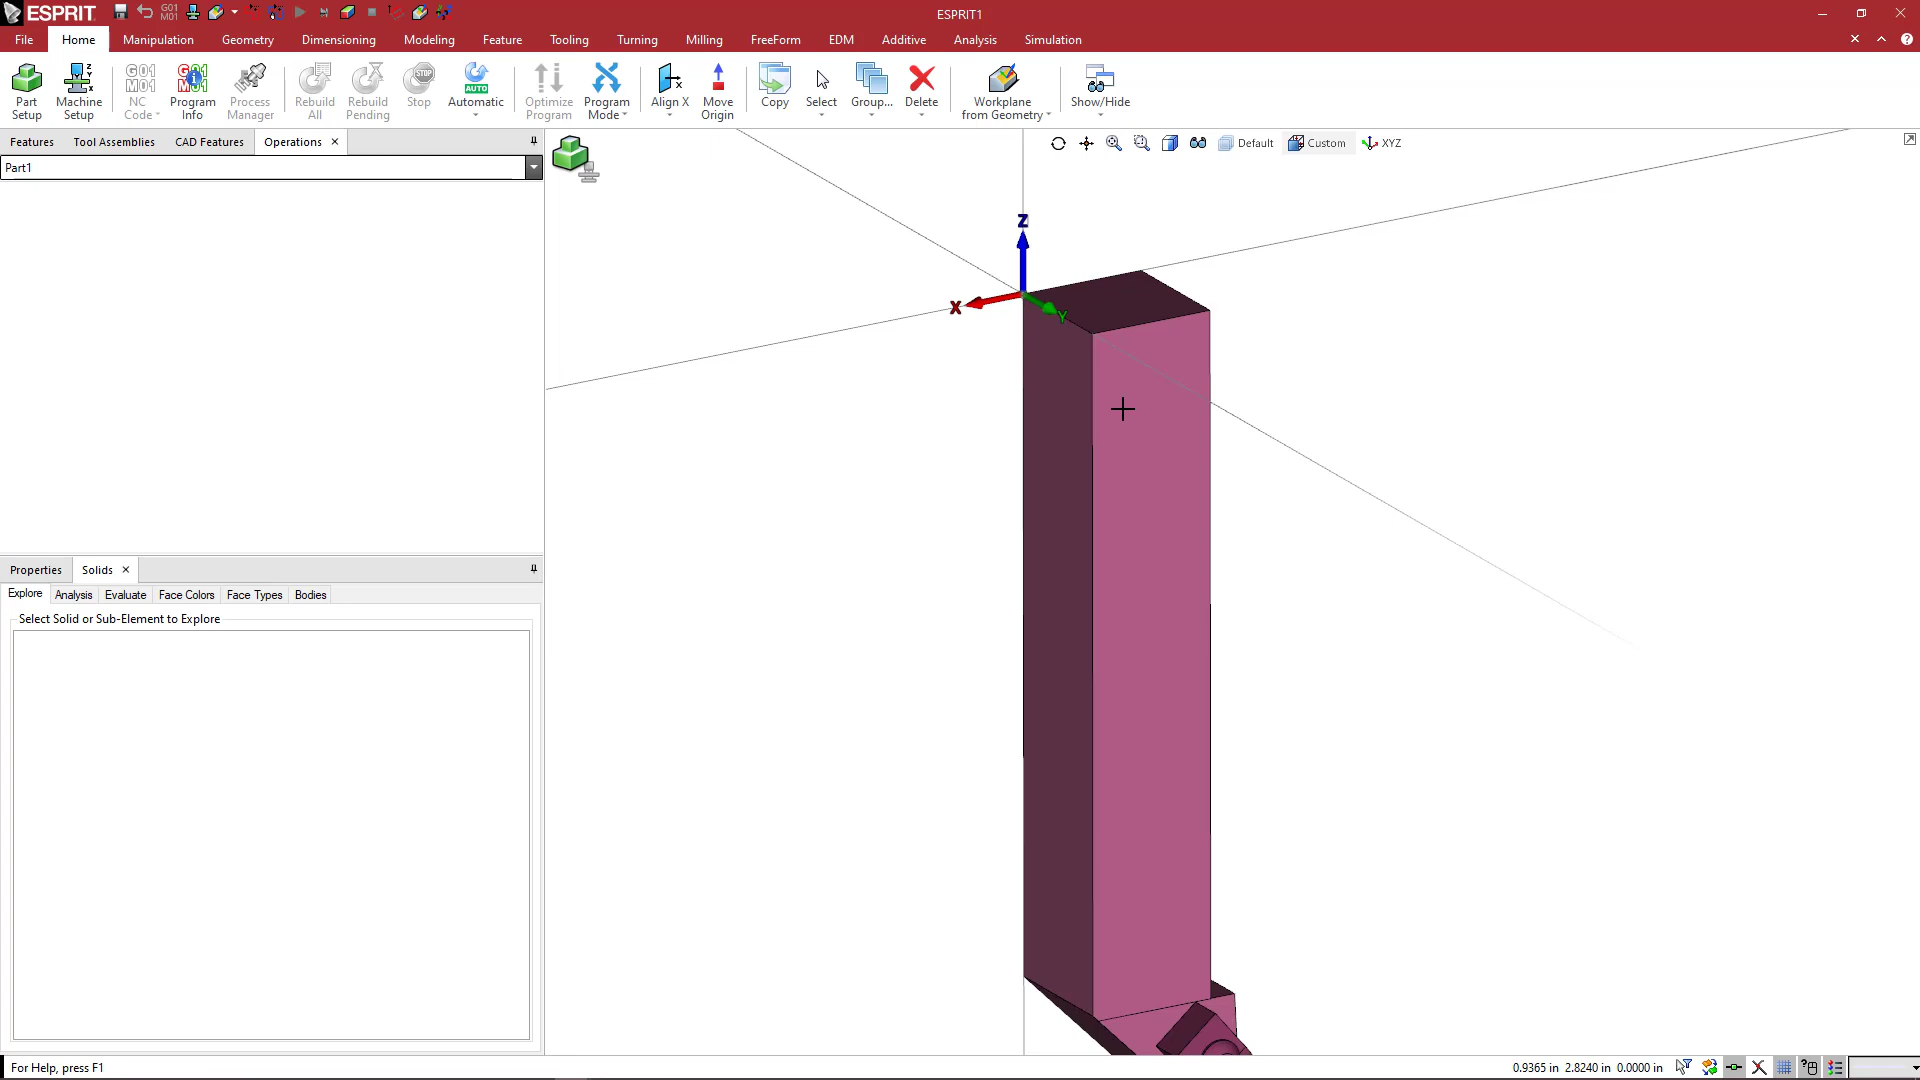 ESPRIT
G01
M01
ESPRIT1
File Home Manipulation Geometry Dimensioning Modeling Feature Tooling Turning Milling FreeForm EDM Additive Analysis Simulation
Part Setup
Machine Setup
NC Code
Program Info
Process Manager
Rebuild All
Rebuild Pending
Stop
Automatic
Optimize Program
Program Mode
Align X
Move Origin
Copy
Select
Group...
Delete
Workplane from Geometry
Show/Hide
Features Tool Assemblies CAD Features Operations
Part1
Default Custom XYZ
Z
X
Y
Properties Solids
Explore Analysis Evaluate Face Colors Face Types Bodies
Select Solid or Sub-Element to Explore
For Help, press F1
0.9365 in 2.8240 in 0.0000 in